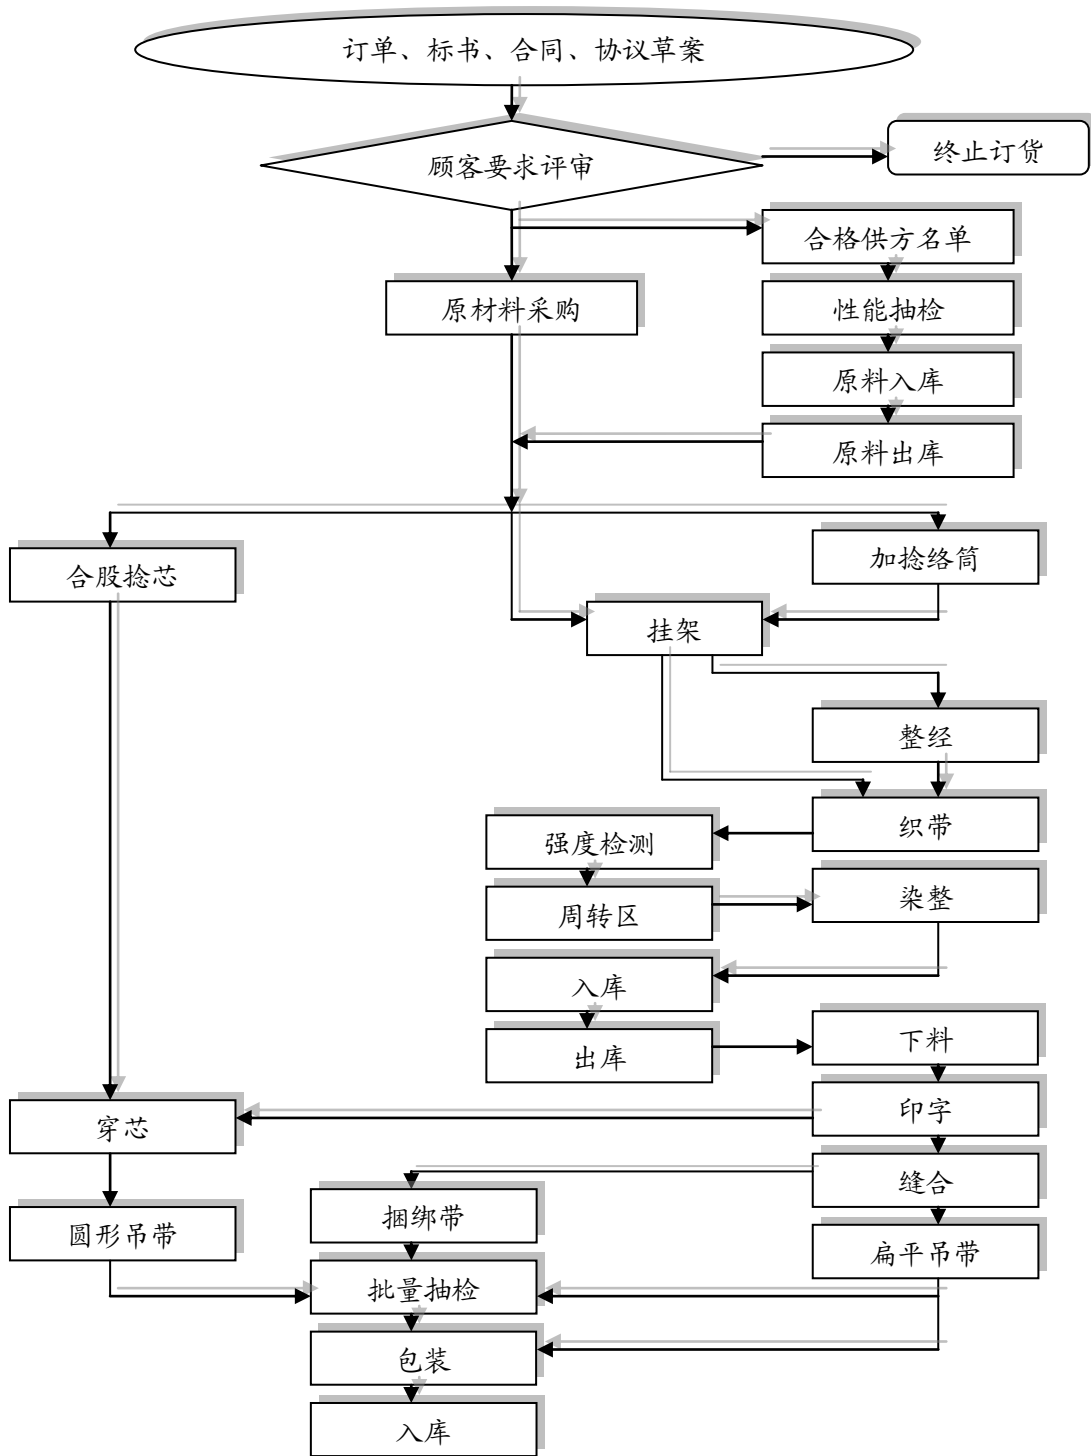 订单、标书、合同、协议草案
顾客要求评审
终止订货
合格供方名单
原材料采购
性能抽检
原料入库
原料出库
合股捻芯
加捻络筒
挂架
整经
织带
强度检测
染整
周转区
入库
出库
下料
穿芯
印字
缝合
捆绑带
圆形吊带
扁平吊带
批量抽检
包装
入库